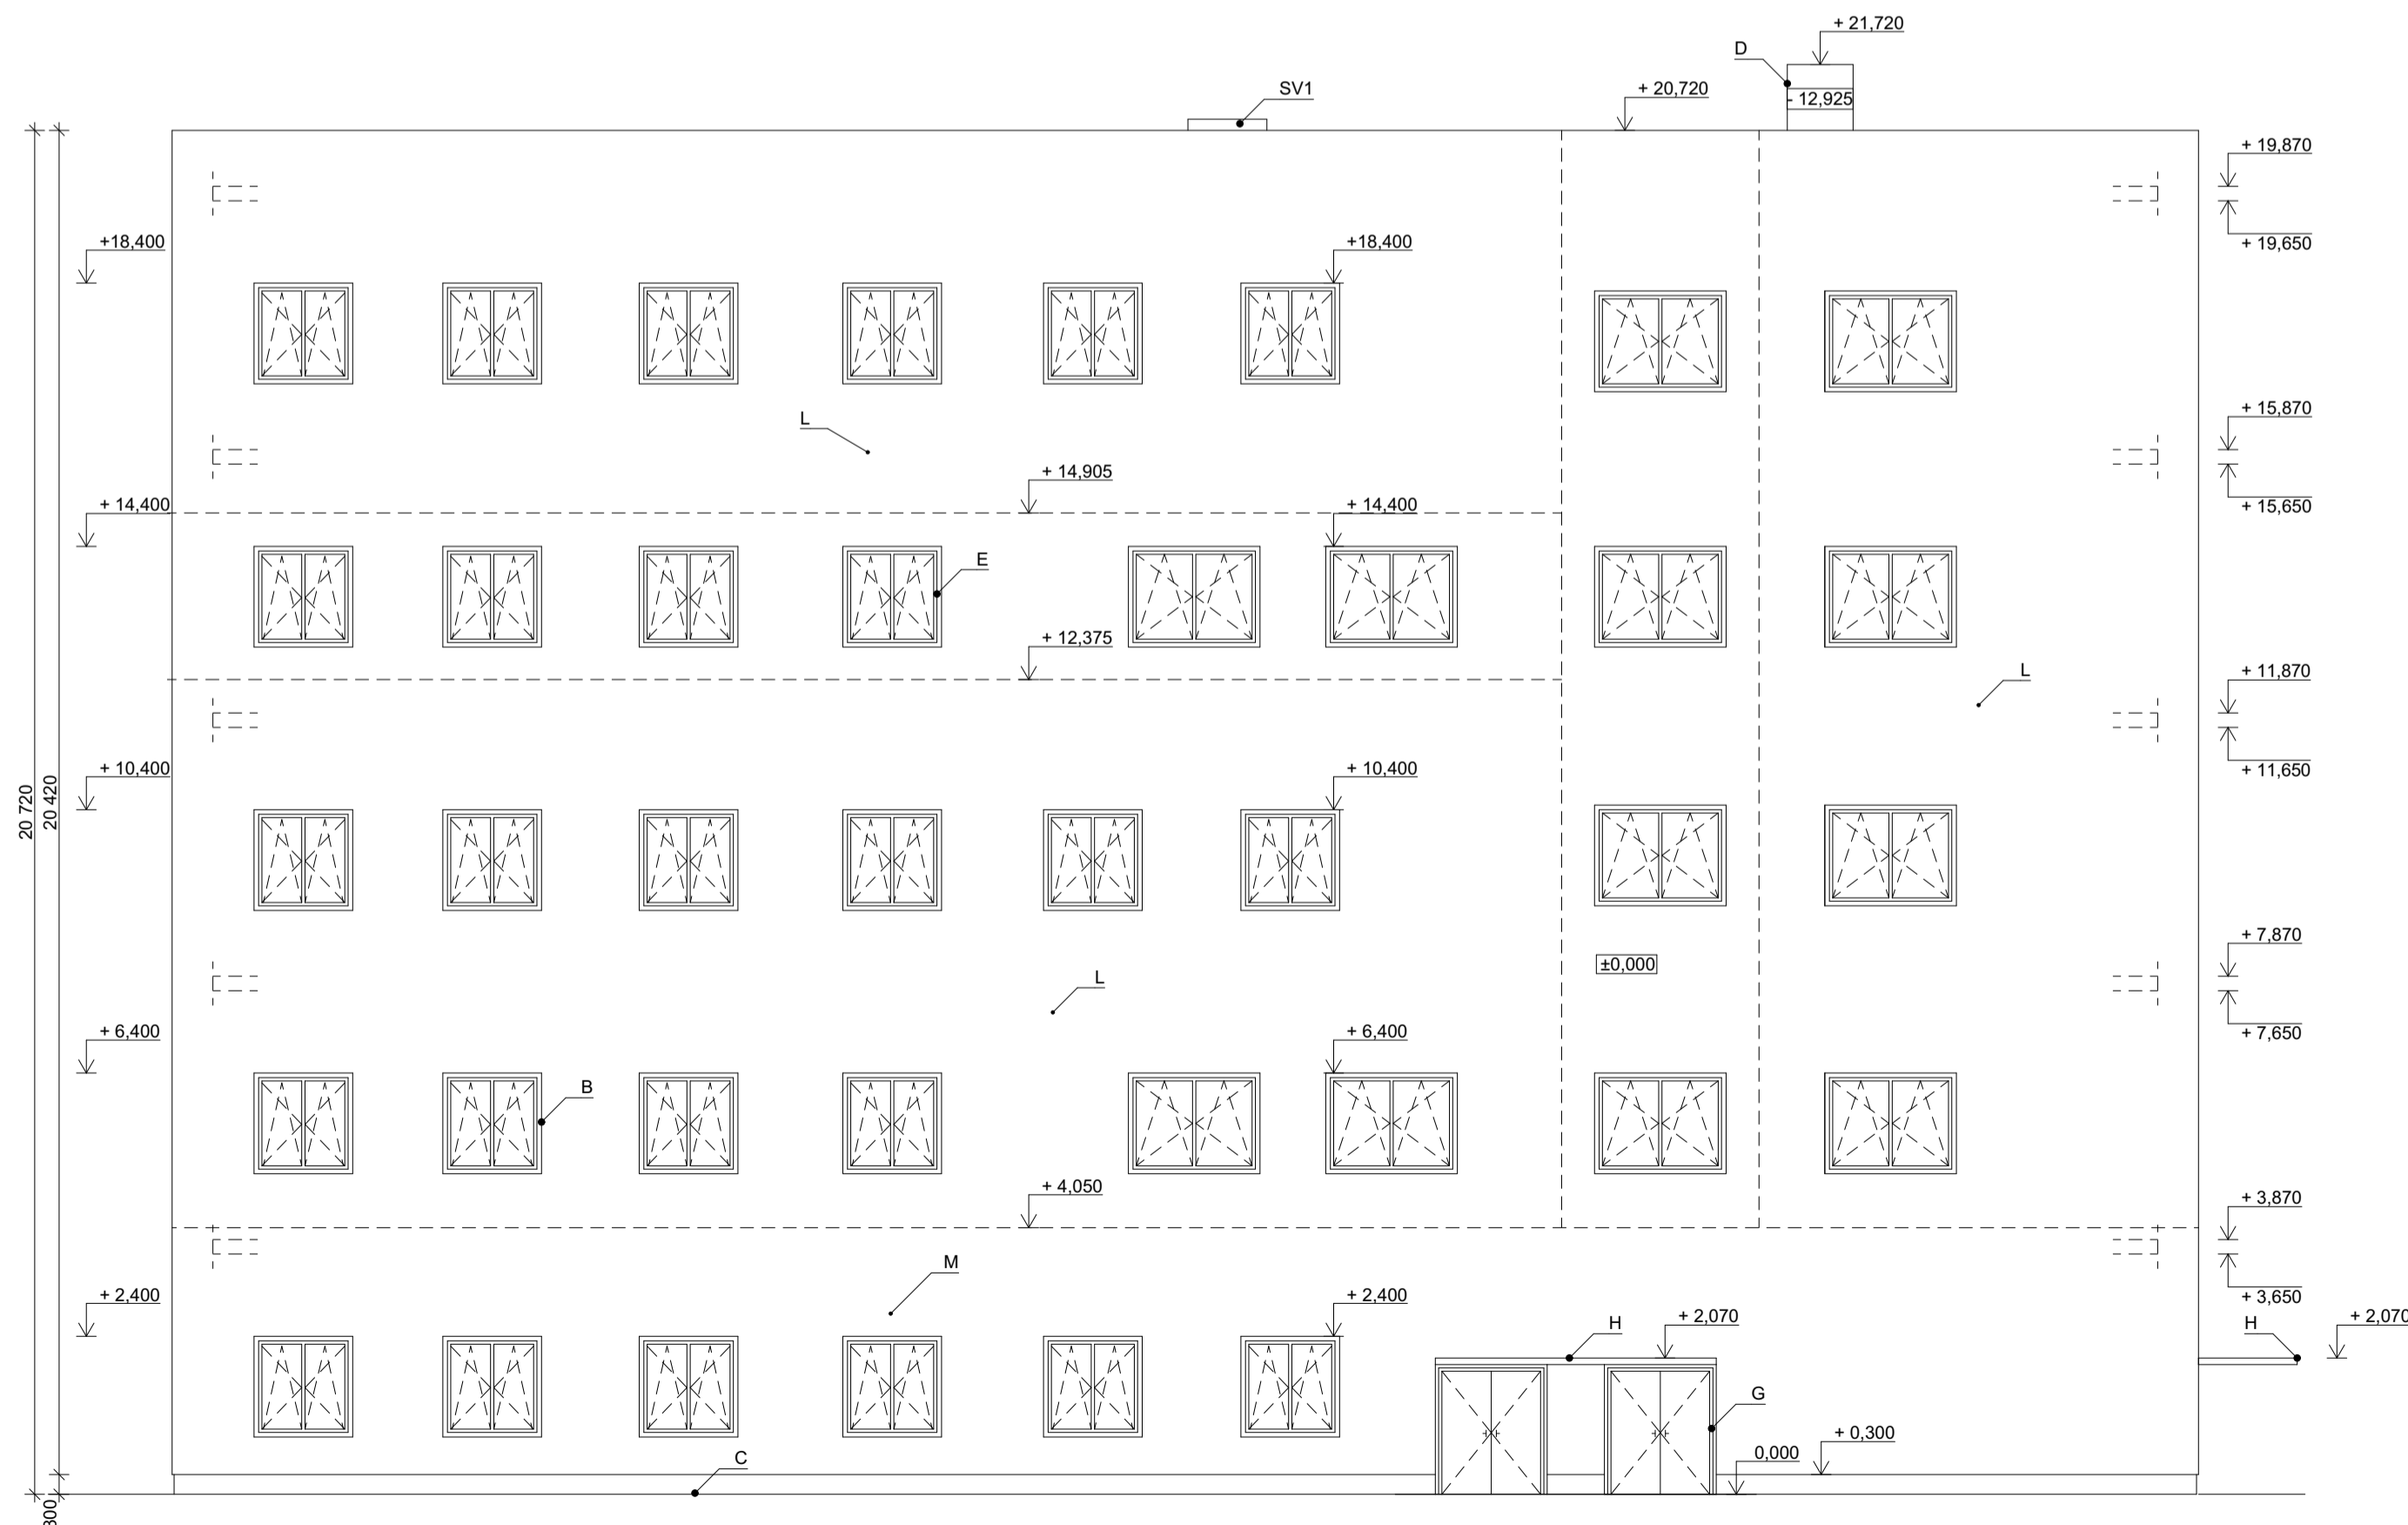 + 21,720
D
SV1
+ 20,720
- 12,925
+ 19,870
+18,400
+18,400
+ 19,650
L
+ 15,870
+ 14,905
+ 14,400
+ 14,400
+ 15,650
E
+ 12,375
L
+ 11,870
+ 10,400
+ 10,400
+ 11,650
20 720
20 420
+ 7,870
±0,000
L
+ 6,400
+ 6,400
+ 7,650
B
+ 4,050
+ 3,870
M
+ 2,400
+ 2,400
+ 3,650
H
+ 2,070
H
+ 2,070
G
+ 0,300
0,000
C